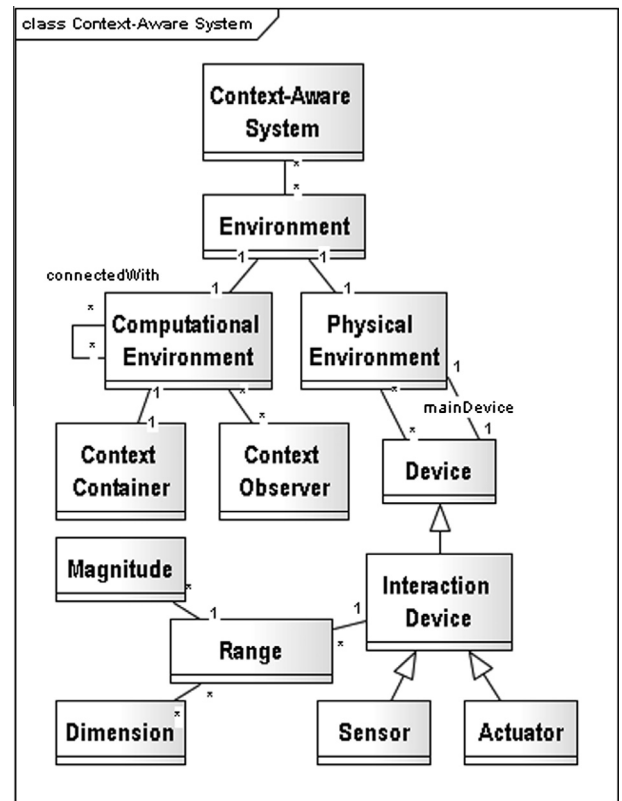 class Context-Aware System
Context-Aware
System
*
*
Environment
1
1
connectedWith
1
1
*
*
Computational
Environment
Physical
Environment
1
mainDevice
1
*
*
1
*
*
1
Context
Container
Context
Observer
Device
Magnitude
*
1
Interaction
Device
1
*
Range
*
*
Dimension
Sensor
Actuator